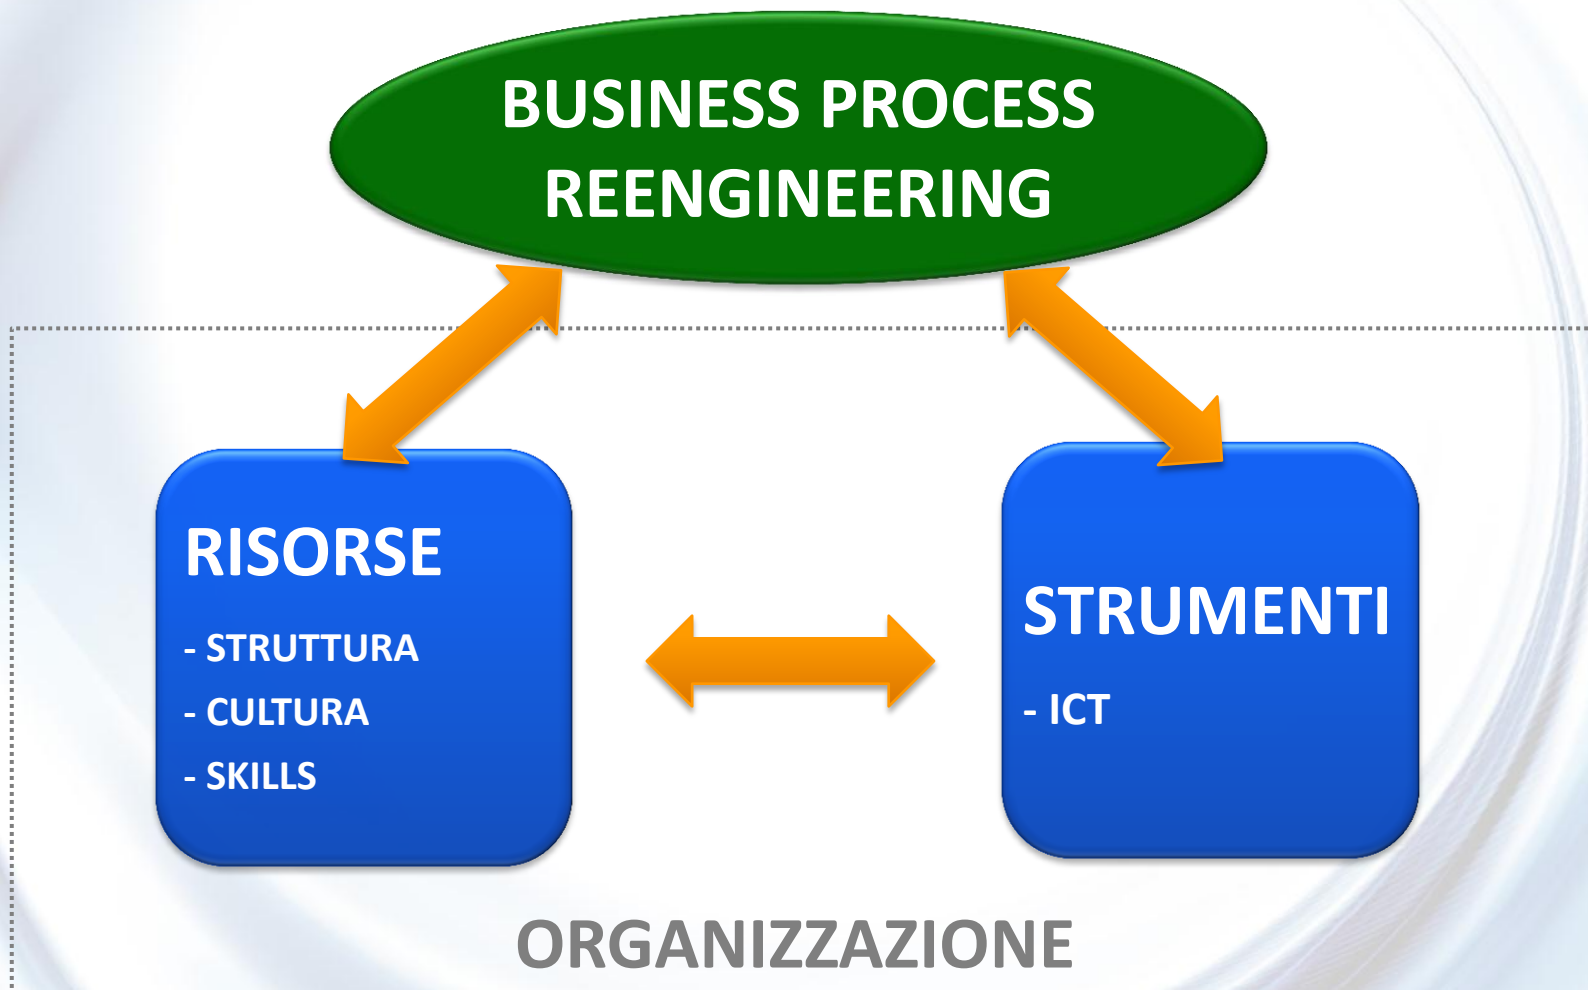 BUSINESS PROCESS
REENGINEERING
RISORSE
- STRUTTURA
- CULTURA
- SKILLS
STRUMENTI
- ICT
ORGANIZZAZIONE